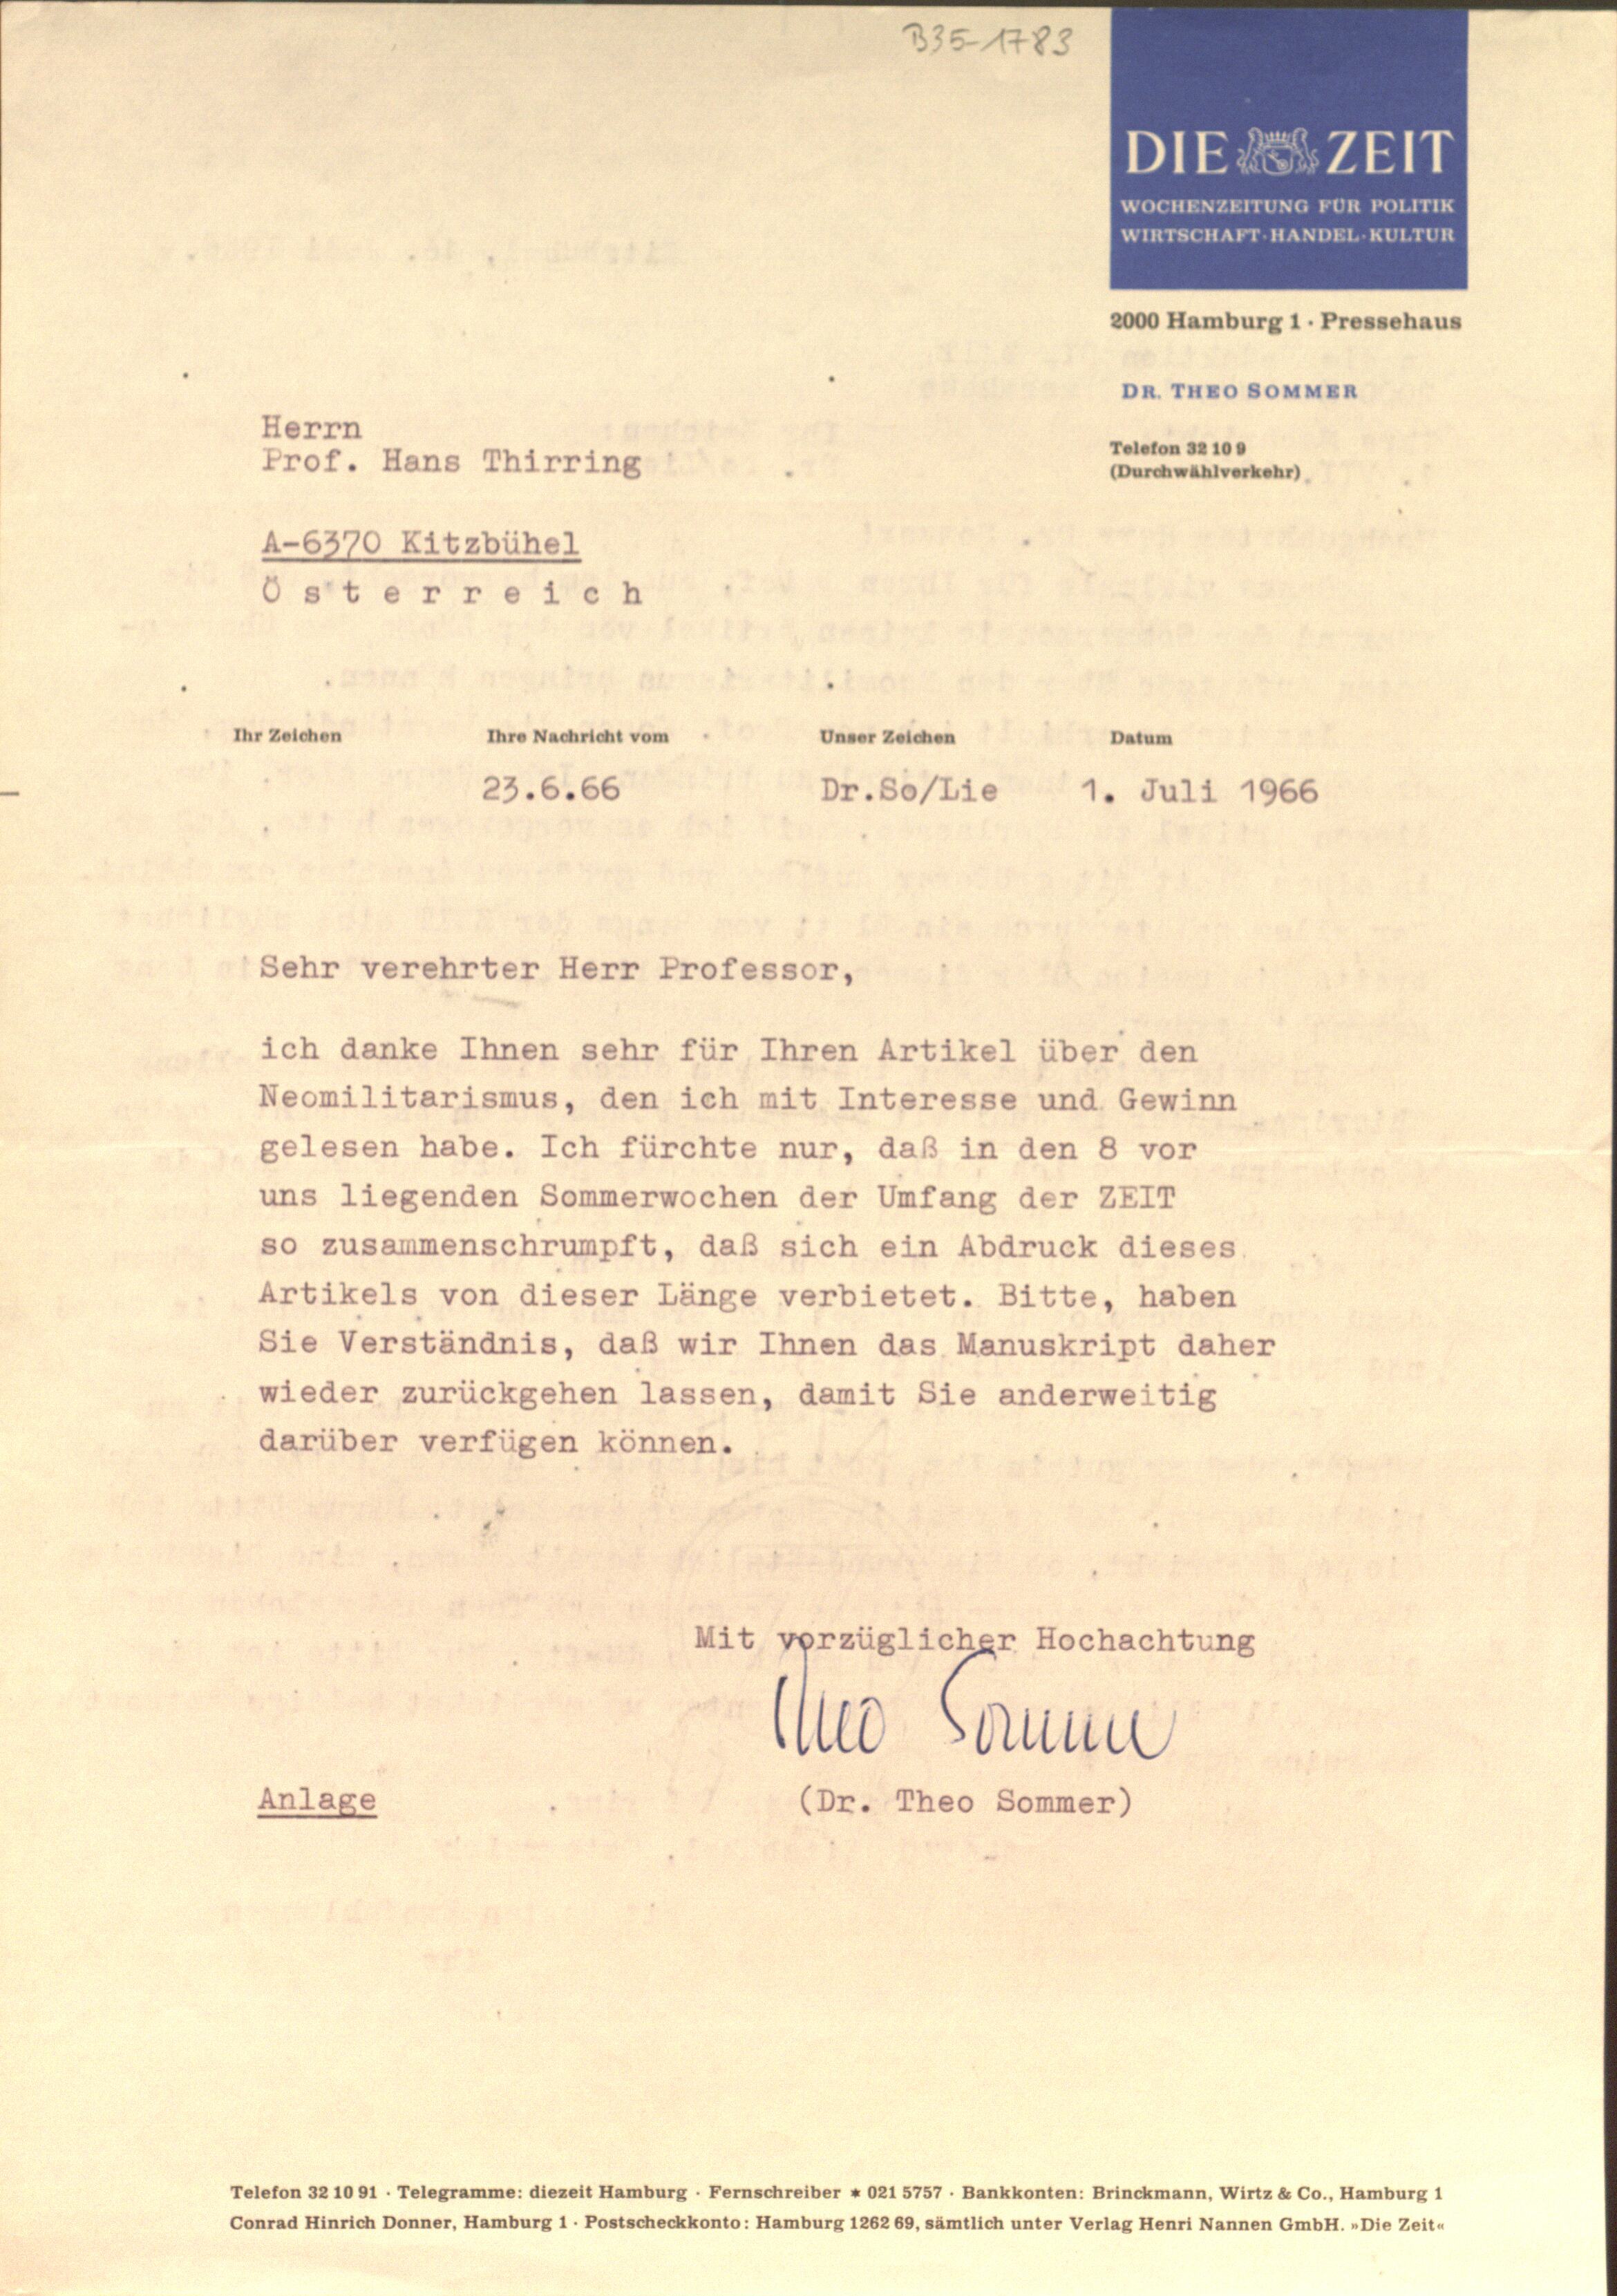 B35-1783
DIE ZEIT
WOCHENZEITUNG FÜR POLITIK
WIRTSCHAFT·HANDEL·KULTUR
2000 Hamburg 1 · Pressehaus
DR. THEO SOMMER
Telefon 32 10 9
(Durchwählverkehr)
Herrn
Prof. Hans Thirring
A-6370 Kitzbühel
Ö s t e r r e i c h
Ihr Zeichen Ihre Nachricht vom Unser Zeichen Datum
23.6.66 Dr.So/Lie 1. Juli 1966
Sehr verehrter Herr Professor,
ich danke Ihnen sehr für Ihren Artikel über den
Neomilitarismus, den ich mit Interesse und Gewinn
gelesen habe. Ich fürchte nur, daß in den 8 vor
uns liegenden Sommerwochen der Umfang der ZEIT
so zusammenschrumpft, daß sich ein Abdruck dieses
Artikels von dieser Länge verbietet. Bitte, haben
Sie Verständnis, daß wir Ihnen das Manuskript daher
wieder zurückgehen lassen, damit Sie anderweitig
darüber verfügen können.
Mit vorzüglicher Hochachtung
Theo Sommer
Anlage (Dr. Theo Sommer)
Telefon 32 10 91 · Telegramme: diezeit Hamburg · Fernschreiber * 021 5757 · Bankkonten: Brinckmann, Wirtz & Co., Hamburg 1
Conrad Hinrich Donner, Hamburg 1 · Postscheckkonto: Hamburg 1262 69, sämtlich unter Verlag Henri Nannen GmbH. »Die Zeit«